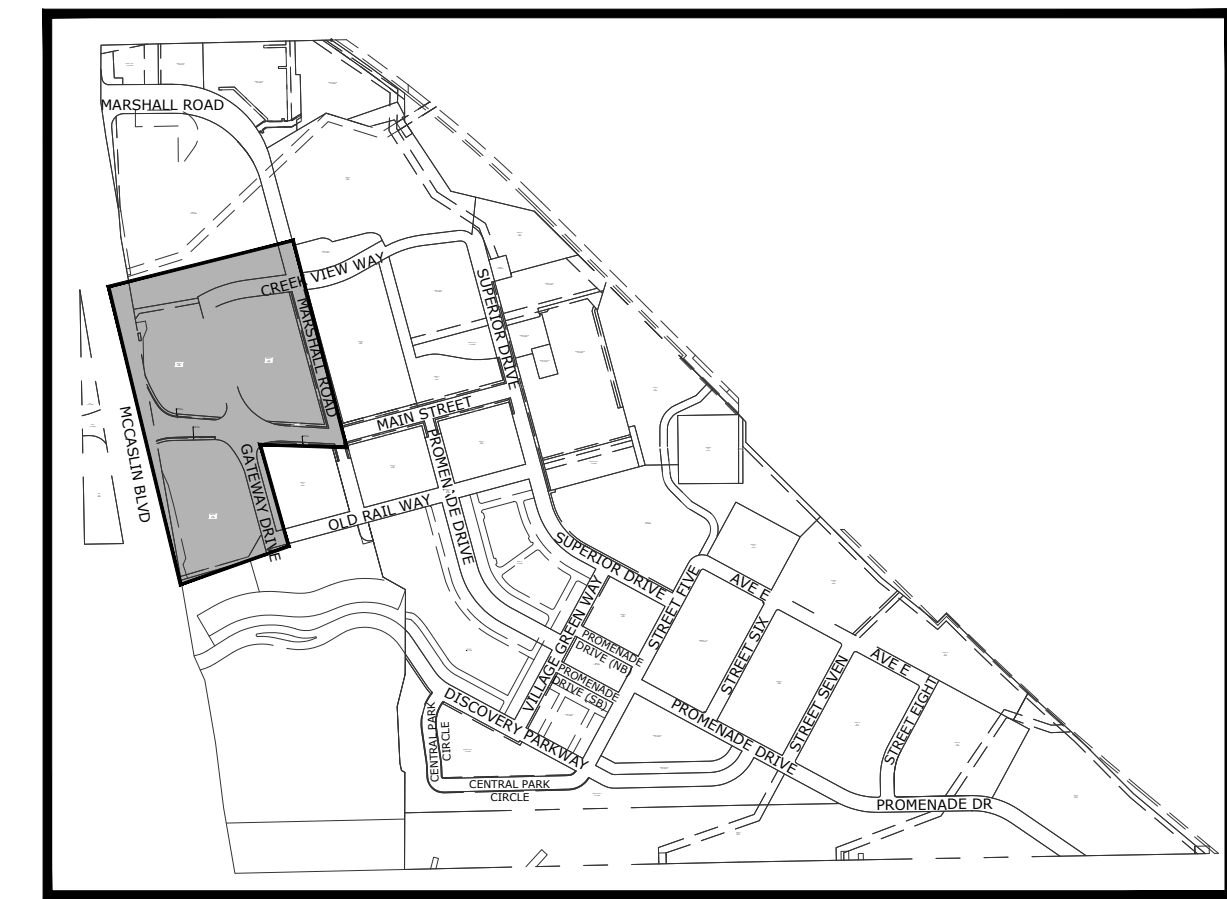 MARSHALL ROAD
CREEK VIEW WAY
SUPERIOR DRIVE
MARSHALL ROAD
MAIN STREET
MCCASLIN BLVD
GATEWAY DRIVE
PROMENADE DRIVE
OLD RAIL WAY
SUPERIOR DRIVE
STREET FIVE
AVE E
VILLAGE GREEN WAY
PROMENADE
DRIVE (NB)
PROMENADE
DRIVE (SB)
STREET SIX
STREET SEVEN
AVE E
STREET EIGHT
DISCOVERY PARKWAY
PROMENADE DRIVE
CENTRAL PARK
CIRCLE
CENTRAL PARK
CIRCLE
PROMENADE DR